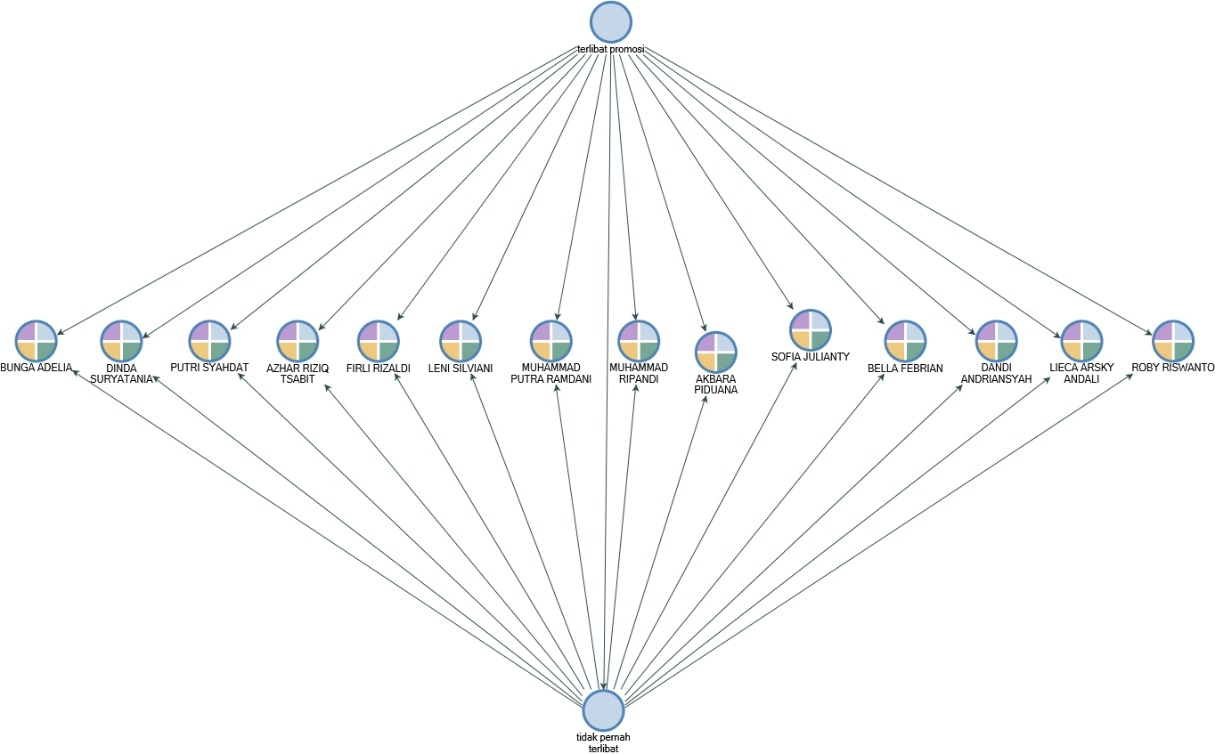 terlibat promosi
BUNGA ADELIA
DINDA
SURYATANIA
PUTRI SYAHDAT
AZHAR RIZIQ
TSABIT
FIRLI RIZALDI
LENI SILVIANI
MUHAMMAD
PUTRA RAMDANI
MUHAMMAD
RIPANDI
AKBARA
PIDUANA
SOFIA JULIANTY
BELLA FEBRIAN
DANDI
ANDRIANSYAH
LIECA ARSKY
ANDALI
ROBY RISWANTO
tidak pernah
terlibat